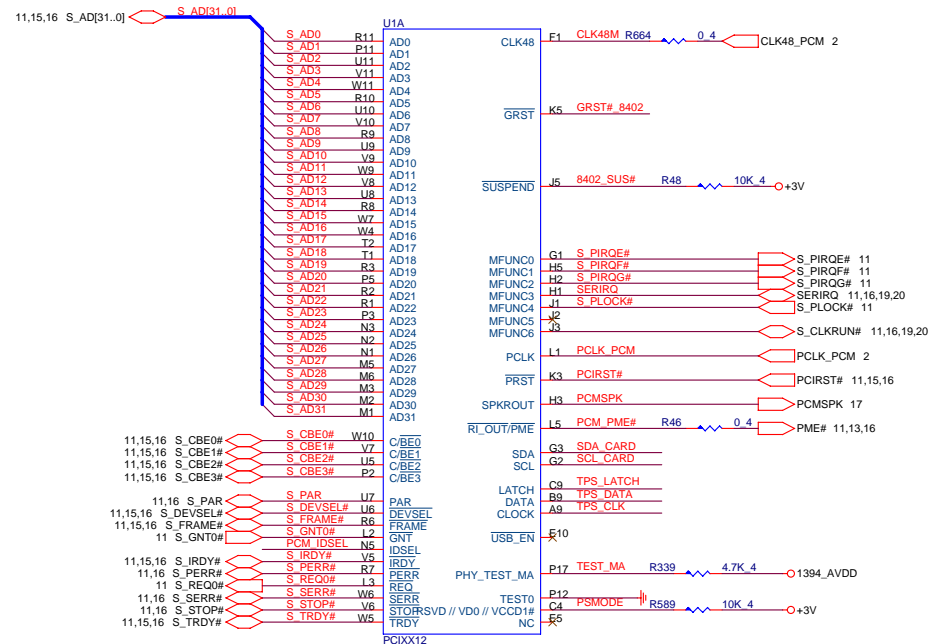 11,15,16 S_AD[31..0] S_AD[31..0]
U1A
S_AD0 R11 AD0
S_AD1 P11 AD1
S_AD2 U11 AD2
S_AD3 V11 AD3
S_AD4 W11 AD4
S_AD5 R10 AD5
S_AD6 U10 AD6
S_AD7 V10 AD7
S_AD8 R9 AD8
S_AD9 U9 AD9
S_AD10 V9 AD10
S_AD11 W9 AD11
S_AD12 V8 AD12
S_AD13 U8 AD13
S_AD14 R8 AD14
S_AD15 W7 AD15
S_AD16 W4 AD16
S_AD17 T2 AD17
S_AD18 T1 AD18
S_AD19 R3 AD19
S_AD20 P5 AD20
S_AD21 R2 AD21
S_AD22 R1 AD22
S_AD23 P3 AD23
S_AD24 N3 AD24
S_AD25 N2 AD25
S_AD26 N1 AD26
S_AD27 M5 AD27
S_AD28 M6 AD28
S_AD29 M3 AD29
S_AD30 M2 AD30
S_AD31 M1 AD31
11,15,16 S_CBE0# S_CBE0# W10 C/BE0
11,15,16 S_CBE1# S_CBE1# V7 C/BE1
11,15,16 S_CBE2# S_CBE2# U5 C/BE2
11,15,16 S_CBE3# S_CBE3# P2 C/BE3
11,16 S_PAR S_PAR U7 PAR
11,15,16 S_DEVSEL# S_DEVSEL# U6 DEVSEL
11,15,16 S_FRAME# S_FRAME# R6 FRAME
11 S_GNT0# S_GNT0# L2 GNT
PCM_IDSEL N5 IDSEL
11,15,16 S_IRDY# S_IRDY# V5 IRDY
11,16 S_PERR# S_PERR# R7 PERR
11 S_REQ0# S_REQ0# L3 REQ
11,16 S_SERR# S_SERR# W6 SERR
11,16 S_STOP# S_STOP# V6 STOP
11,15,16 S_TRDY# S_TRDY# W5 TRDY
CLK48 F1 CLK48M R664 0_4 CLK48_PCM 2
GRST K5 GRST#_8402
SUSPEND J5 8402_SUS# R48 10K_4 +3V
MFUNC0 G1 S_PIRQE# S_PIRQE# 11
MFUNC1 H5 S_PIRQF# S_PIRQF# 11
MFUNC2 H2 S_PIRQG# S_PIRQG# 11
MFUNC3 H1 SERIRQ SERIRQ 11,16,19,20
MFUNC4 J1 S_PLOCK# S_PLOCK# 11
MFUNC5 J2
MFUNC6 J3 S_CLKRUN# 11,16,19,20
PCLK L1 PCLK_PCM PCLK_PCM 2
PRST K3 PCIRST# PCIRST# 11,15,16
SPKROUT H3 PCMSPK PCMSPK 17
RI_OUT/PME L5 PCM_PME# R46 0_4 PME# 11,13,16
SDA G3 SDA_CARD
SCL G2 SCL_CARD
LATCH C9 TPS_LATCH
DATA B9 TPS_DATA
CLOCK A9 TPS_CLK
USB_EN E10
PHY_TEST_MA P17 TEST_MA R339 4.7K_4 1394_AVDD
TEST0 P12
RSVD // VD0 // VCCD1# C4 PSMODE R589 10K_4 +3V
NC E5
PCIXX12